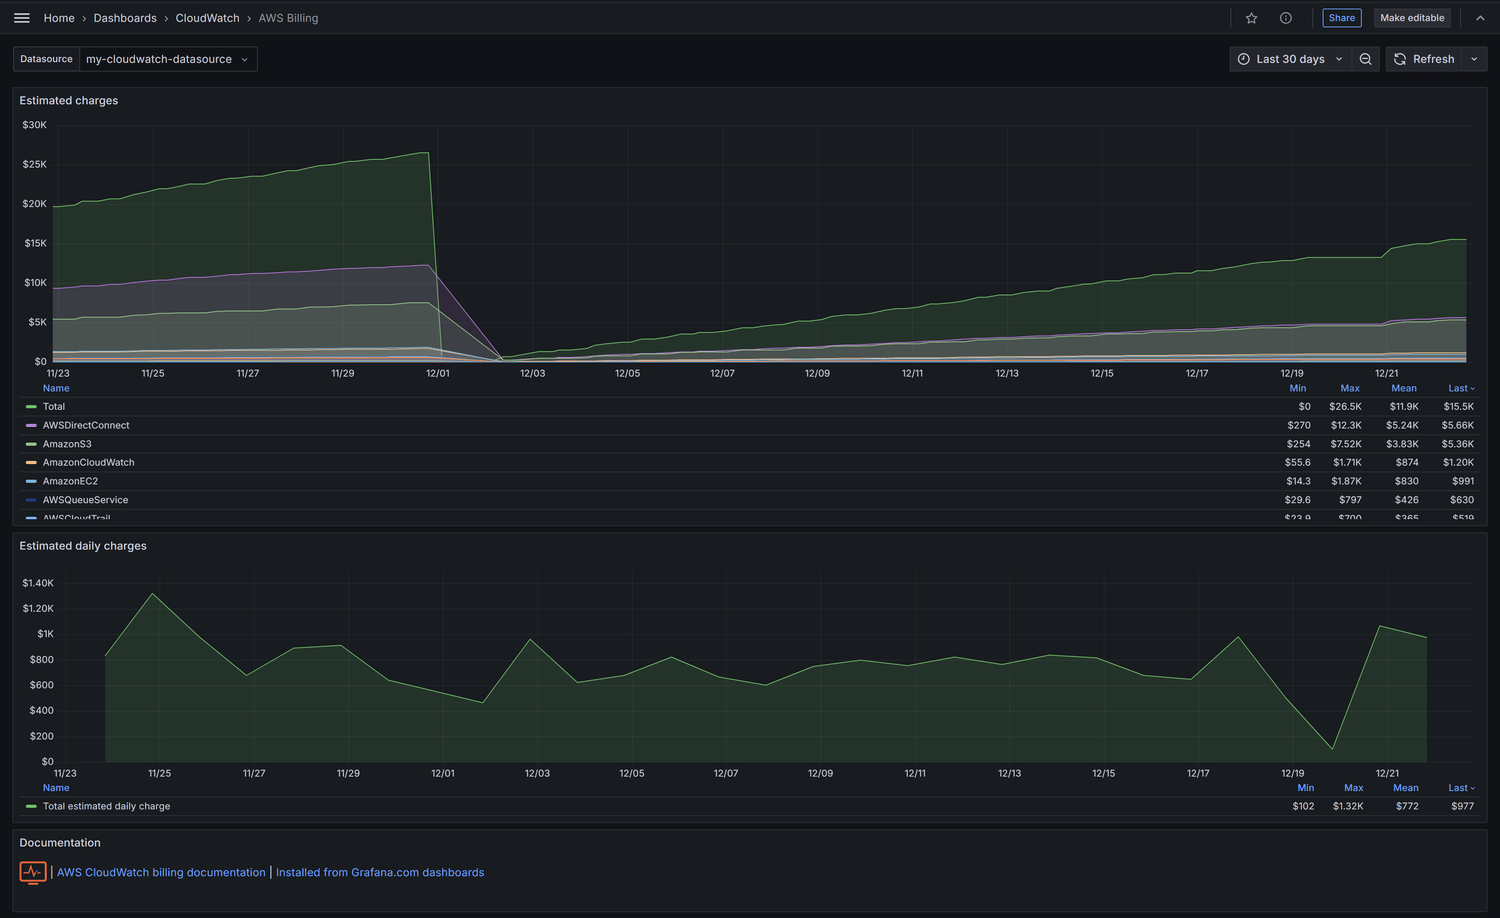 Home › Dashboards › CloudWatch › AWS Billing Share Make editable
Datasource my-cloudwatch-datasource Last 30 days Refresh
Estimated charges
$30K
$25K
$20K
$15K
$10K
$5K
$0
11/23 11/25 11/27 11/29 12/01 12/03 12/05 12/07 12/09 12/11 12/13 12/15 12/17 12/19 12/21
Name Min Max Mean Last
Total $0 $26.5K $11.9K $15.5K
AWSDirectConnect $270 $12.3K $5.24K $5.66K
AmazonS3 $254 $7.52K $3.83K $5.36K
AmazonCloudWatch $55.6 $1.71K $874 $1.20K
AmazonEC2 $14.3 $1.87K $830 $991
AWSQueueService $29.6 $797 $426 $630
AWSCloudTrail $23.9 $700 $365 $519
Estimated daily charges
$1.40K
$1.20K
$1K
$800
$600
$400
$200
$0
11/23 11/25 11/27 11/29 12/01 12/03 12/05 12/07 12/09 12/11 12/13 12/15 12/17 12/19 12/21
Name Min Max Mean Last
Total estimated daily charge $102 $1.32K $772 $977
Documentation
| AWS CloudWatch billing documentation | Installed from Grafana.com dashboards